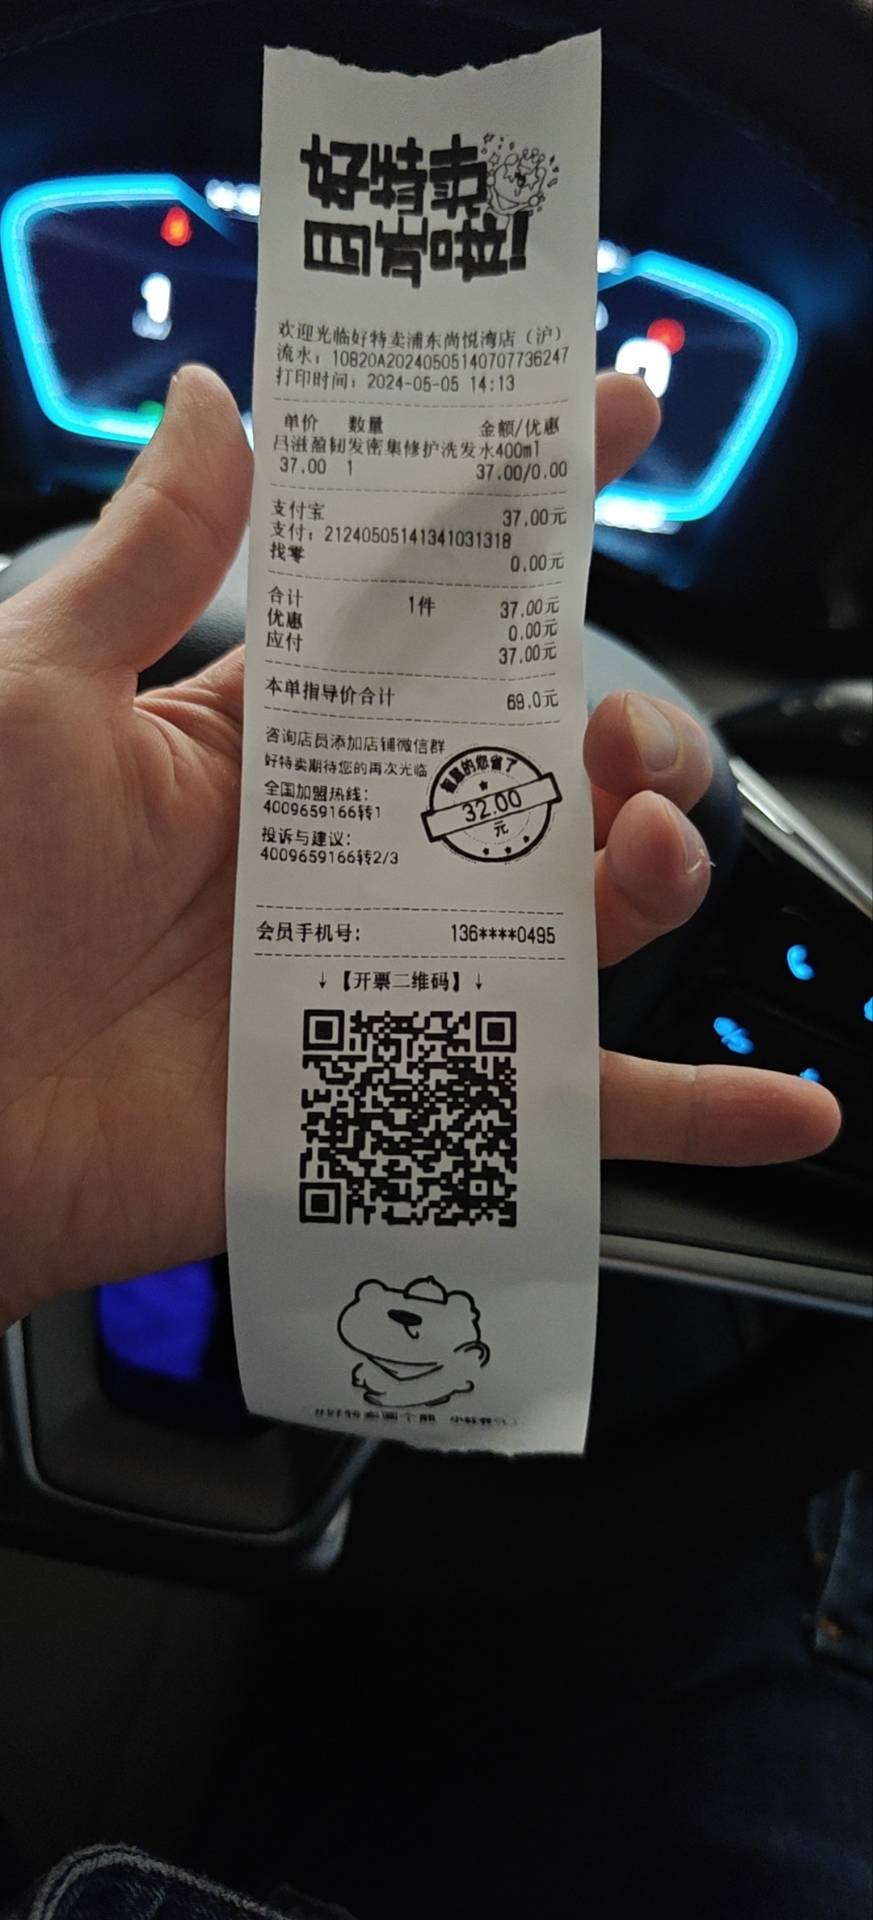 好特卖
欢迎光临好特卖浦东尚悦湾店（沪）
流水：10820A20240505140707736247
打印时间：2024-05-05 14:13
单价 数量 金额/优惠
吕滋盈韧发密集修护洗发水400ml
37.00 1 37.00/0.00
支付宝 37.00元
支付：21240505141341031318
找零 0.00元
合计 1件 37.00元
优惠 0.00元
应付 37.00元
本单指导价合计 69.0元
咨询店员添加店铺微信群
好特卖期待您的再次光临
全国加盟热线：
4009659166转1
投诉与建议：
4009659166转2/3
的您省了
32.00
元
会员手机号： 136****0495
↓【开票二维码】↓